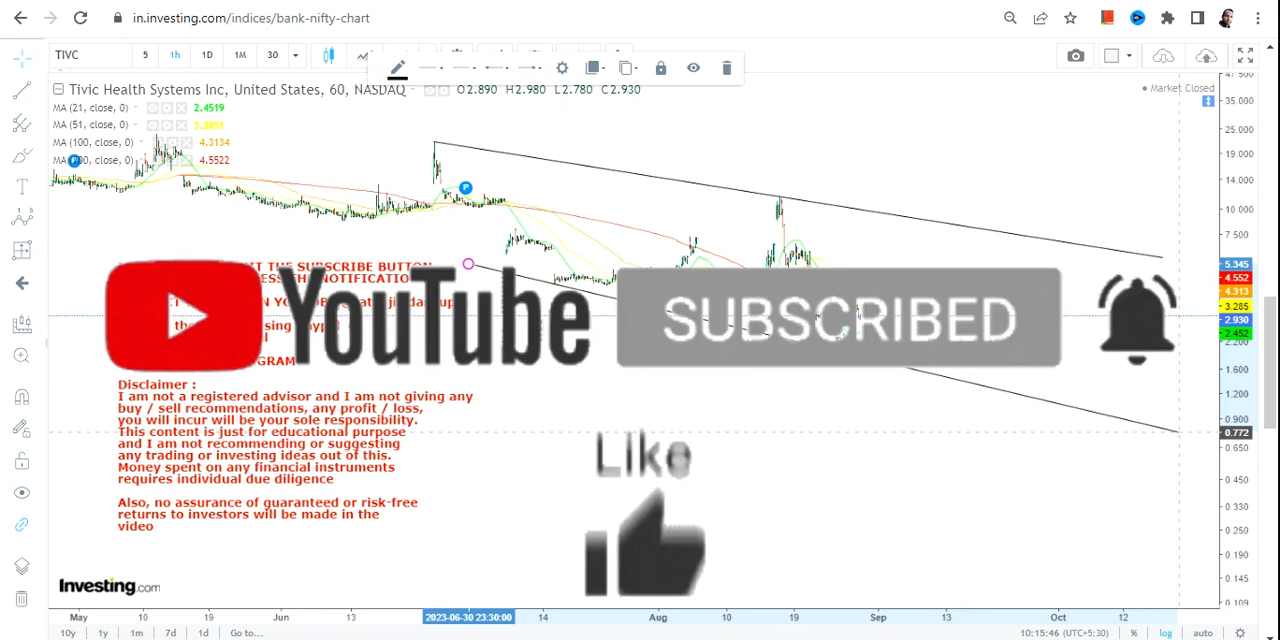 in.investing.com/indices/bank-nifty-chart
TIVC 5 1h 1D 1M 30
Tivic Health Systems Inc, United States, 60, NASDAQ O2.890 H2.980 L2.780 C2.930
Market Closed
MA (21, close, 0) 2.4519
MA (51, close, 0)
MA (100, close, 0) 4.3134
close, 0) 4.5522
P
P
47.500
35.000
25.000
19.000
14.000
10.000
7.500
5.345
4.552
4.313
3.285
2.930
2.452
2.200
1.600
1.200
0.900
0.772
0.650
0.450
0.330
0.250
0.190
0.145
0.109
THE SUBSCRIBE BUTTON
YouTube SUBSCRIBED
Disclaimer :
I am not a registered advisor and I am not giving any
buy / sell recommendations, any profit / loss,
you will incur will be your sole responsibility.
This content is just for educational purpose
and I am not recommending or suggesting
any trading or investing ideas out of this.
Money spent on any financial instruments
requires individual due diligence
Also, no assurance of guaranteed or risk-free
returns to investors will be made in the
video
Like
Investing.com
May 10 19 Jun 13 2023-06-30 23:30:00 14 Aug 10 19 Sep 13 Oct 12
10y 1y 1m 7d 1d Go to... 10:15:46 (UTC+5:30) % log auto